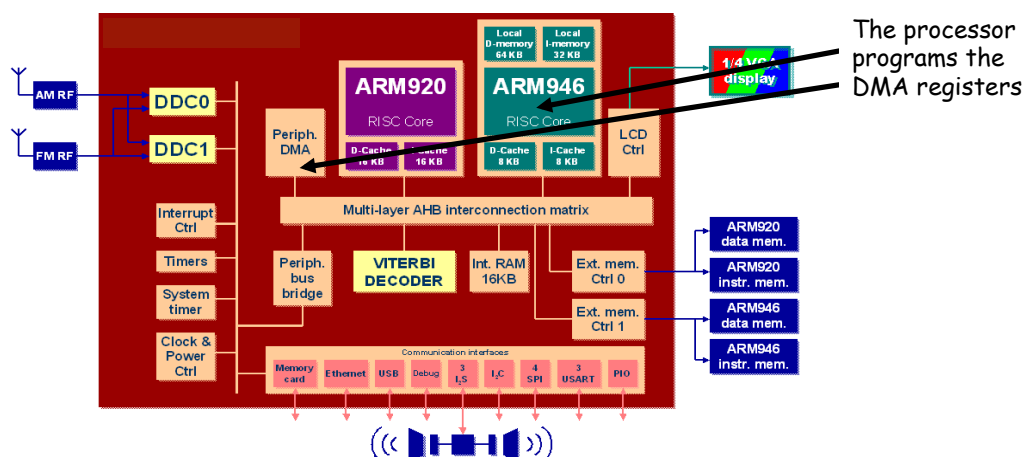 The processor
programs the
DMA registers
Local
D-memory
64 KB
Local
I-memory
32 KB
1/4 VGA
display
ARM920
RISC Core
D-Cache
16 KB
I-Cache
16 KB
ARM946
RISC Core
D-Cache
8 KB
I-Cache
8 KB
AM RF
FM RF
DDC0
DDC1
Periph.
DMA
LCD
Ctrl
Multi-layer AHB interconnection matrix
Interrupt
Ctrl
Timers
System
timer
Clock &
Power
Ctrl
Periph.
bus
bridge
VITERBI
DECODER
Int. RAM
16KB
Ext. mem.
Ctrl 0
Ext. mem.
Ctrl 1
ARM920
data mem.
ARM920
instr. mem.
ARM946
data mem.
ARM946
instr. mem.
Communication interfaces
Memory
card
Ethernet
USB
Debug
3
I2S
I2C
4
SPI
3
USART
PIO